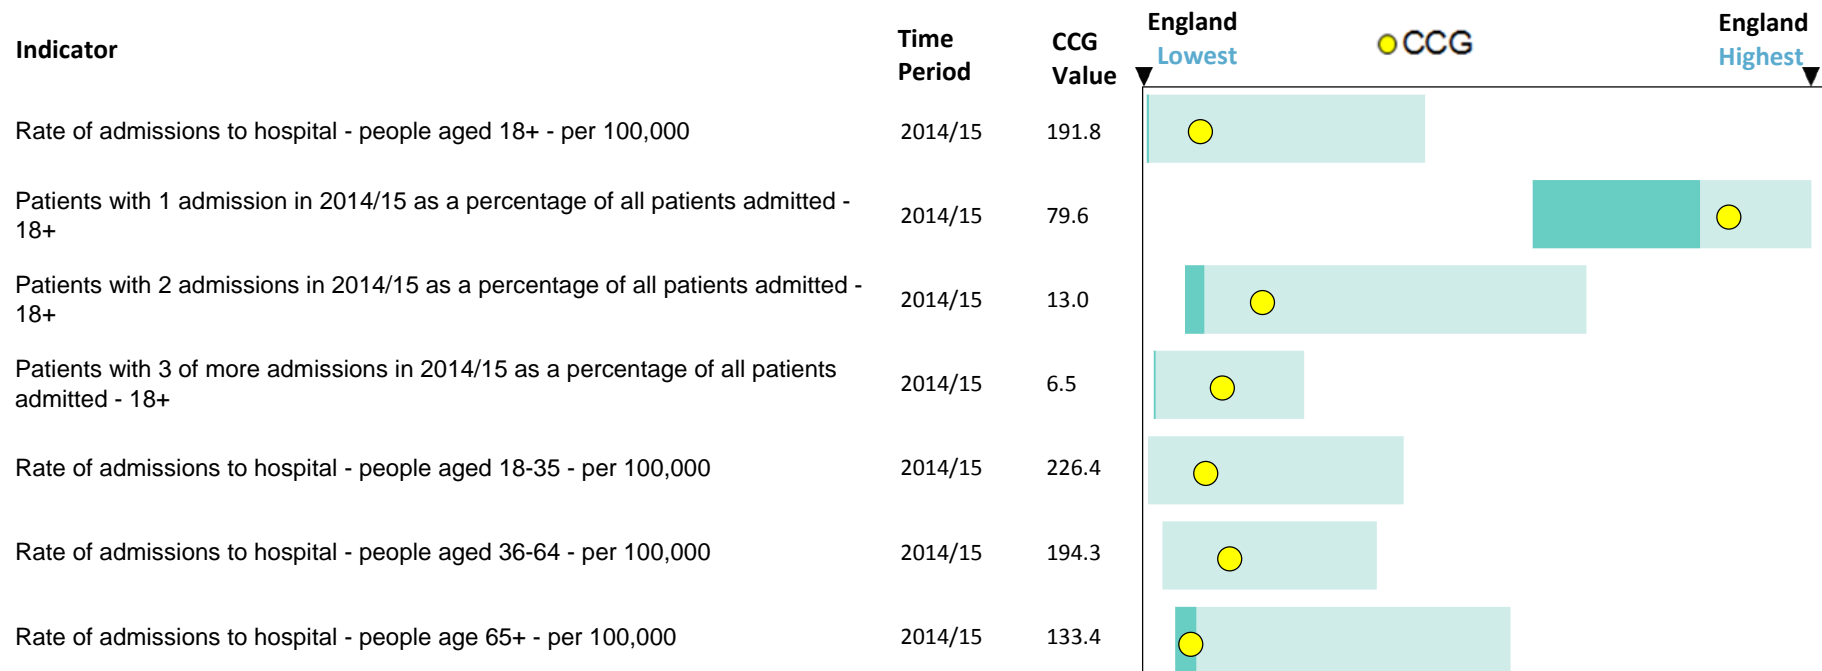 Indicator
Time
Period
CCG
Value
England
Lowest
CCG
England
Highest
Rate of admissions to hospital - people aged 18+ - per 100,000
2014/15
191.8
Patients with 1 admission in 2014/15 as a percentage of all patients admitted -
18+
2014/15
79.6
Patients with 2 admissions in 2014/15 as a percentage of all patients admitted -
18+
2014/15
13.0
Patients with 3 of more admissions in 2014/15 as a percentage of all patients
admitted - 18+
2014/15
6.5
Rate of admissions to hospital - people aged 18-35 - per 100,000
2014/15
226.4
Rate of admissions to hospital - people aged 36-64 - per 100,000
2014/15
194.3
Rate of admissions to hospital - people age 65+ - per 100,000
2014/15
133.4